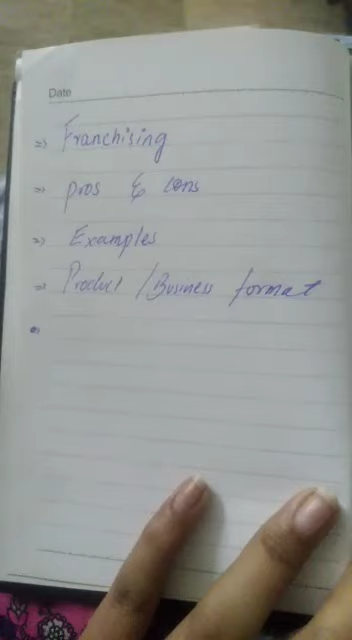 Date
=> Franchising
=> Pros & Cons
=> Examples
=> Product / Business format